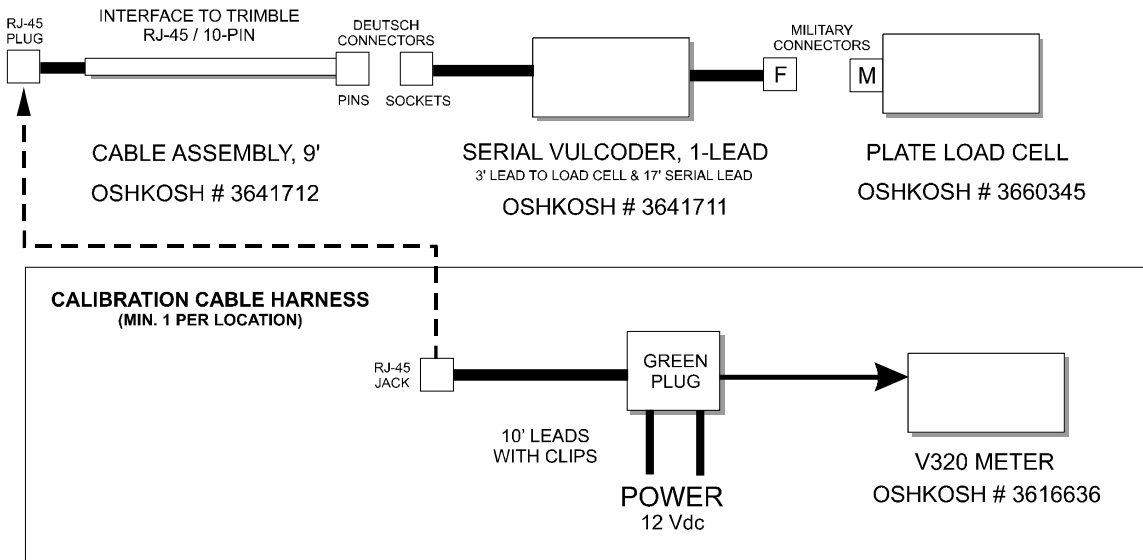 RJ-45
PLUG
INTERFACE TO TRIMBLE
RJ-45 / 10-PIN
DEUTSCH
CONNECTORS
PINS
SOCKETS
MILITARY
CONNECTORS
F
M
CABLE ASSEMBLY, 9'
OSHKOSH # 3641712
SERIAL VULCODER, 1-LEAD
3' LEAD TO LOAD CELL & 17' SERIAL LEAD
OSHKOSH # 3641711
PLATE LOAD CELL
OSHKOSH # 3660345
CALIBRATION CABLE HARNESS
(MIN. 1 PER LOCATION)
RJ-45
JACK
GREEN
PLUG
10' LEADS
WITH CLIPS
POWER
12 Vdc
V320 METER
OSHKOSH # 3616636